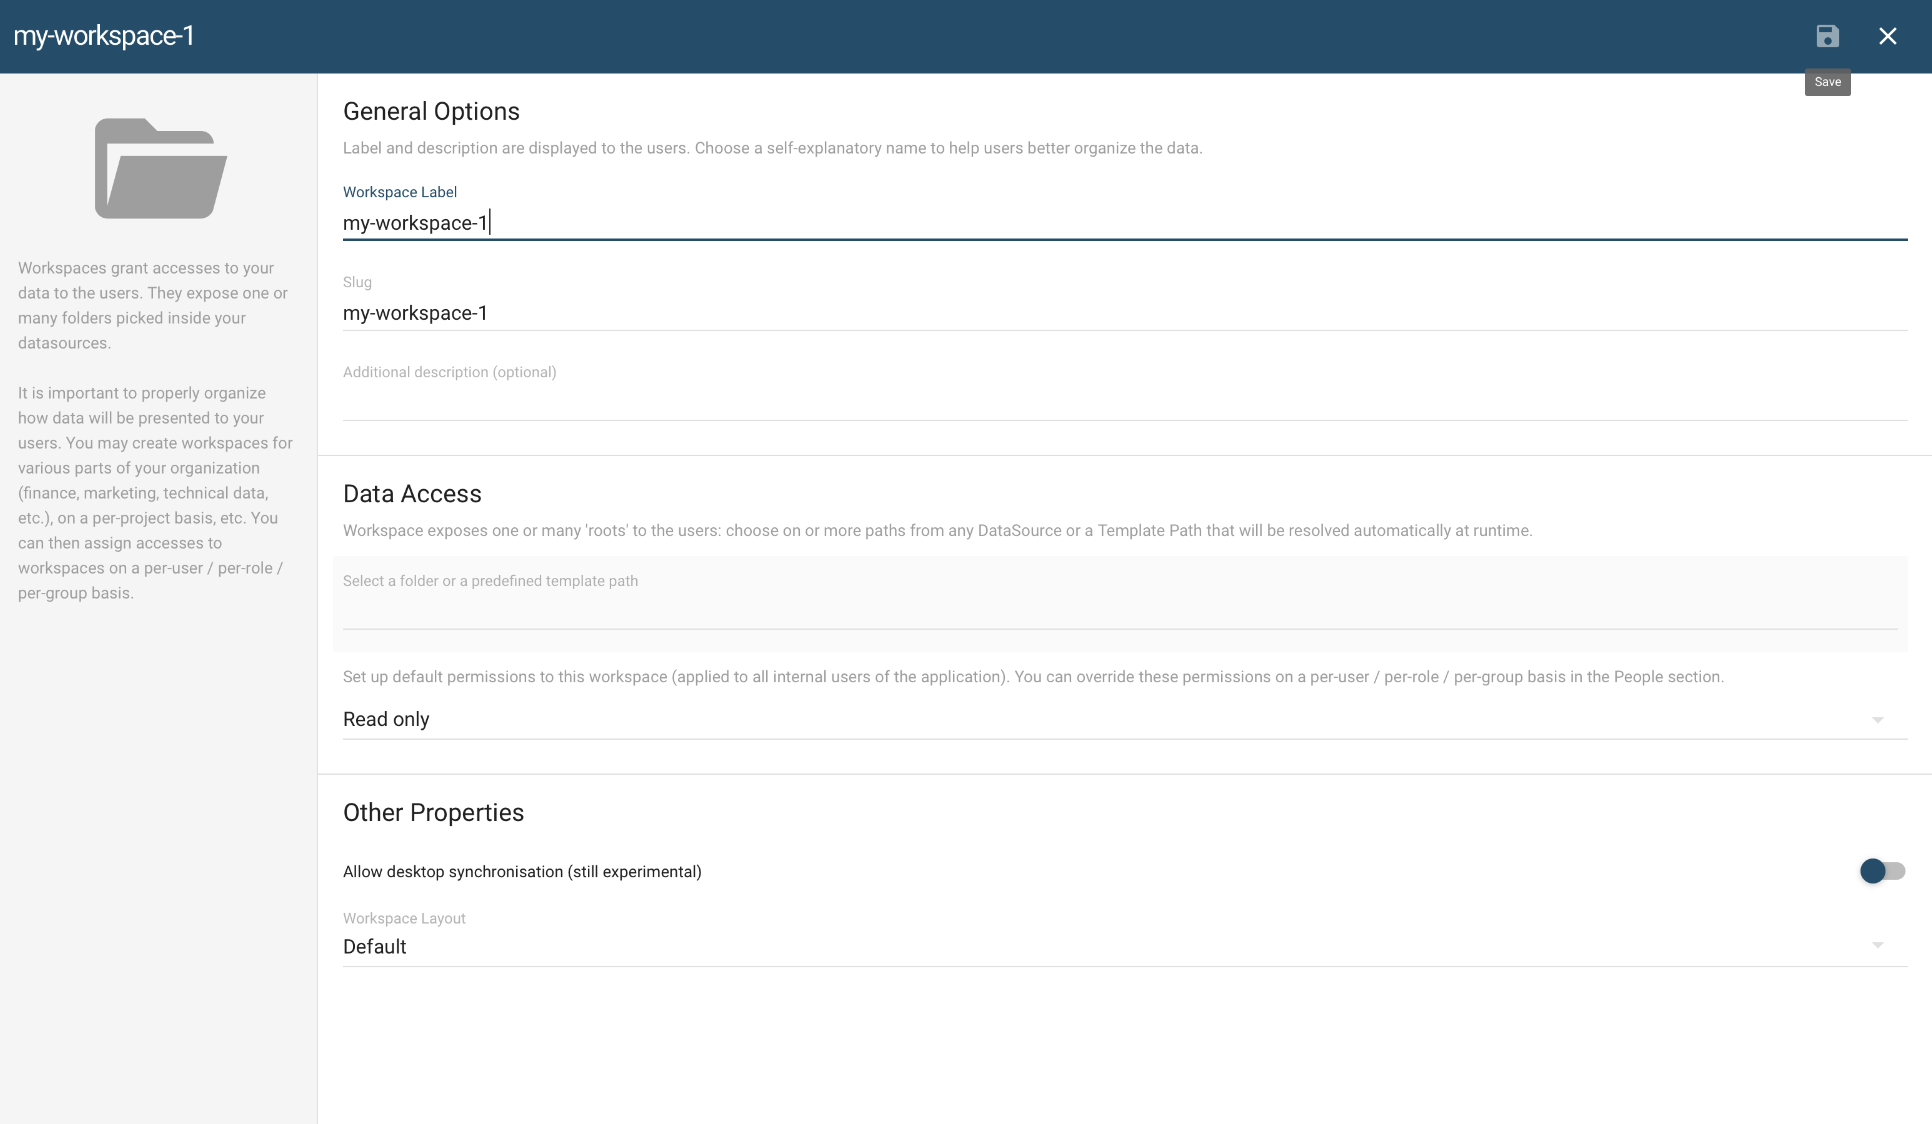 my-workspace-1
Save
Workspaces grant accesses to your
data to the users. They expose one or
many folders picked inside your
datasources.
It is important to properly organize
how data will be presented to your
users. You may create workspaces for
various parts of your organization
(finance, marketing, technical data,
etc.), on a per-project basis, etc. You
can then assign accesses to
workspaces on a per-user / per-role /
per-group basis.
General Options
Label and description are displayed to the users. Choose a self-explanatory name to help users better organize the data.
Workspace Label
my-workspace-1
Slug
my-workspace-1
Additional description (optional)
Data Access
Workspace exposes one or many 'roots' to the users: choose on or more paths from any DataSource or a Template Path that will be resolved automatically at runtime.
Select a folder or a predefined template path
Set up default permissions to this workspace (applied to all internal users of the application). You can override these permissions on a per-user / per-role / per-group basis in the People section.
Read only
Other Properties
Allow desktop synchronisation (still experimental)
Workspace Layout
Default